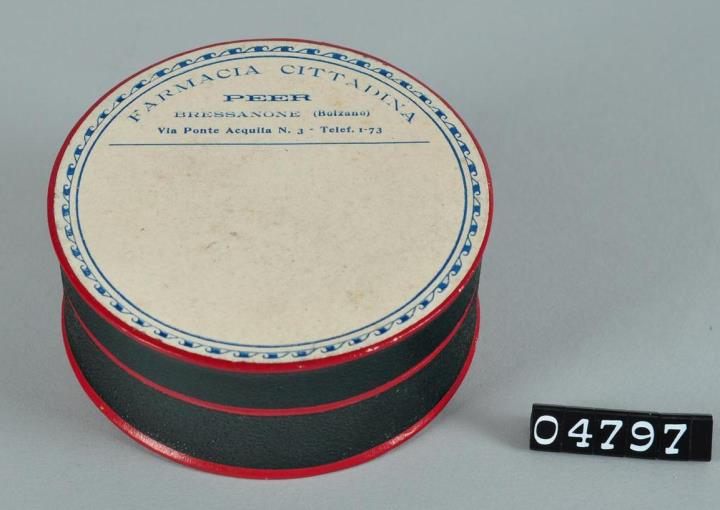 FARMACIA CITTADINA
PEER
BRESSANONE (Bolzano)
Via Ponte Acquila N. 3 - Telef. 1-73
04797